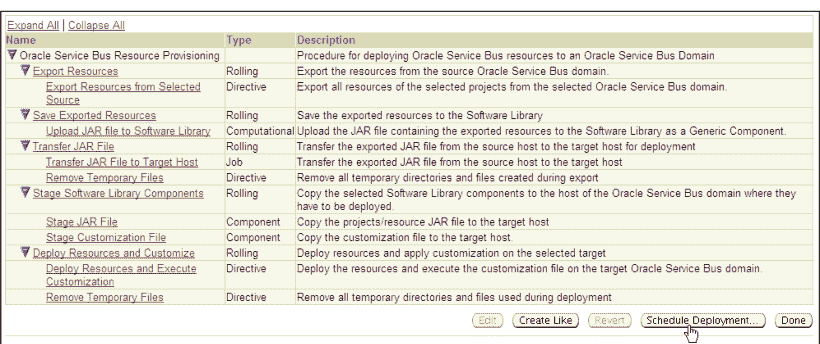 Expand All | Collapse All
Name Type Description
Oracle Service Bus Resource Provisioning Procedure for deploying Oracle Service Bus resources to an Oracle Service Bus Domain
Export Resources Rolling Export the resources from the source Oracle Service Bus domain.
Export Resources from Selected Directive Export all resources of the selected projects from the selected Oracle Service Bus domain.
Source
Save Exported Resources Rolling Save the exported resources to the Software Library
Upload JAR file to Software Library Computational Upload the JAR file containing the exported resources to the Software Library as a Generic Component.
Transfer JAR File Rolling Transfer the exported JAR file from the source host to the target host for deployment
Transfer JAR File to Target Host Job Transfer the exported JAR file from the source host to the target host
Remove Temporary Files Directive Remove all temporary directories and files created during export
Stage Software Library Components Rolling Copy the selected Software Library components to the host of the Oracle Service Bus domain where they
have to be deployed.
Stage JAR File Component Copy the projects/resource JAR file to the target host
Stage Customization File Component Copy the customization file to the target host.
Deploy Resources and Customize Rolling Deploy resources and apply customization on the selected target
Deploy Resources and Execute Directive Deploy the resources and execute the customization file on the target Oracle Service Bus domain.
Customization
Remove Temporary Files Directive Remove all temporary directories and files used during deployment
Edit Create Like Revert Schedule Deployment... Done